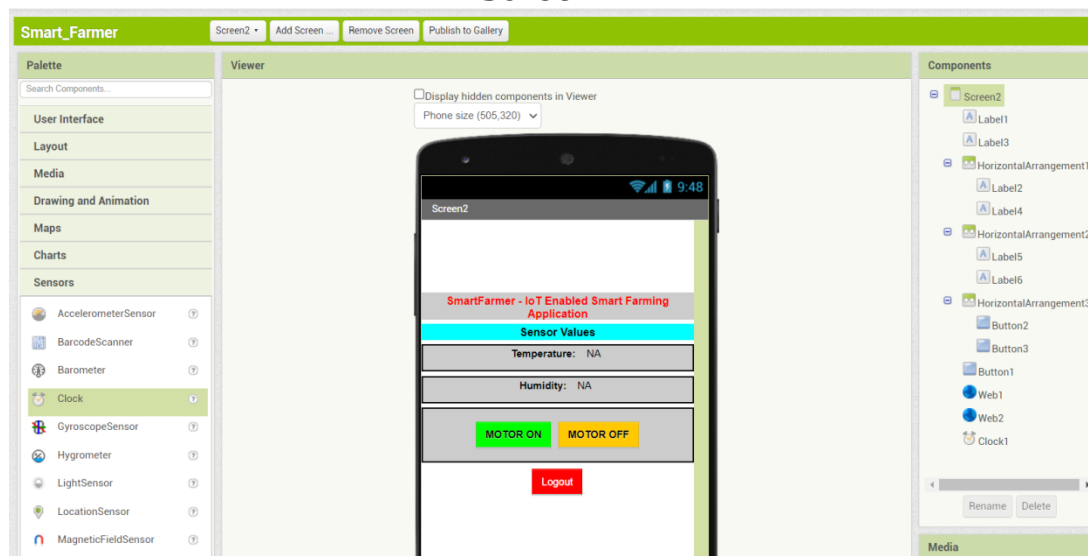 Smart_Farmer
Screen2
Add Screen ...
Remove Screen
Publish to Gallery
Palette
Search Components...
User Interface
Layout
Media
Drawing and Animation
Maps
Charts
Sensors
AccelerometerSensor
BarcodeScanner
Barometer
Clock
GyroscopeSensor
Hygrometer
LightSensor
LocationSensor
MagneticFieldSensor
Viewer
Display hidden components in Viewer
Phone size (505,320)
9:48
Screen2
SmartFarmer - IoT Enabled Smart Farming
Application
Sensor Values
Temperature: NA
Humidity: NA
MOTOR ON
MOTOR OFF
Logout
Components
Screen2
Label1
Label3
HorizontalArrangement1
Label2
Label4
HorizontalArrangement2
Label5
Label6
HorizontalArrangement3
Button2
Button3
Button1
Web1
Web2
Clock1
Rename
Delete
Media